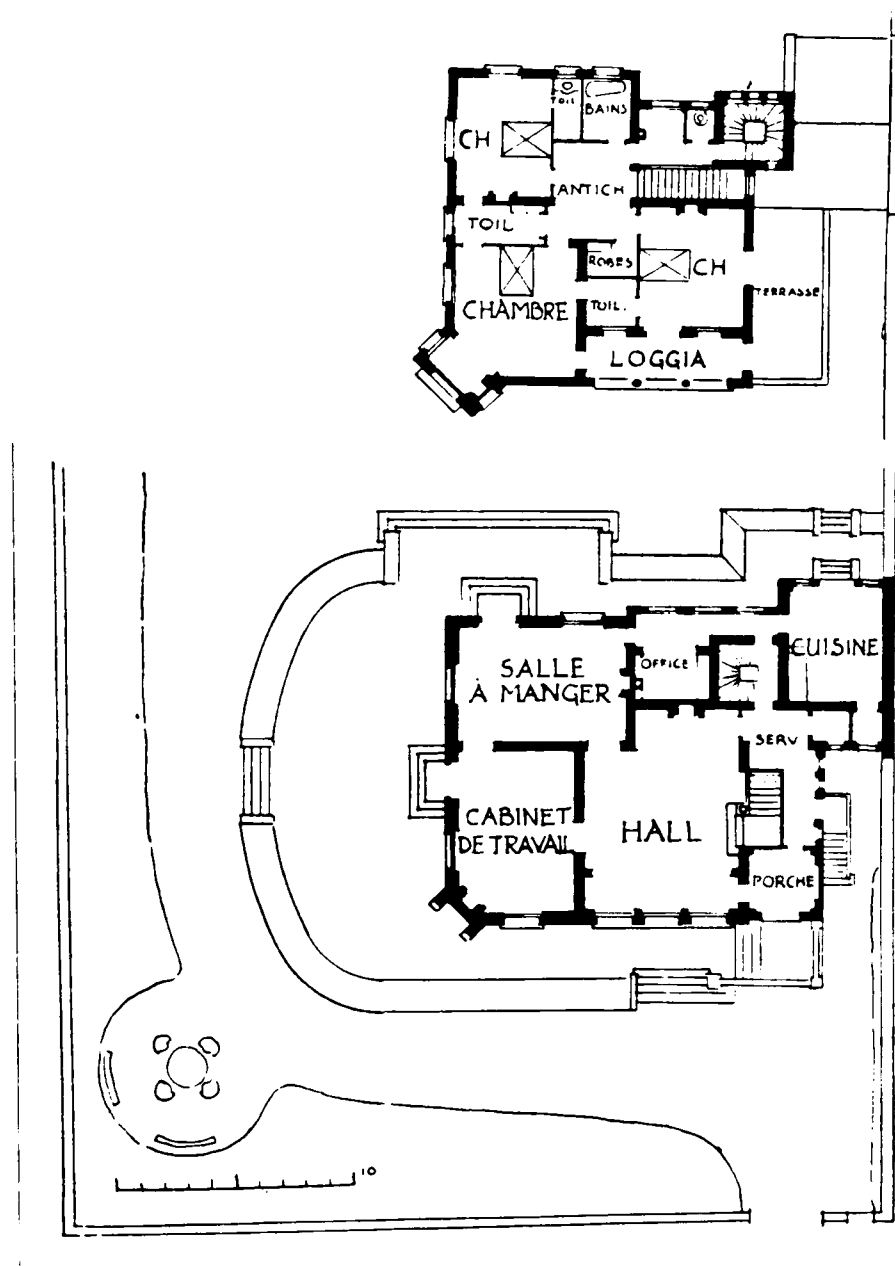 TOIL
BAINS
CH
ANTICH
TOIL
ROBES
CH
CHAMBRE
TOIL.
TERRASSE
LOGGIA
SALLE
À MANGER
OFFICE
CUISINE
SERV
CABINET
DE TRAVAIL
HALL
PORCHE
10